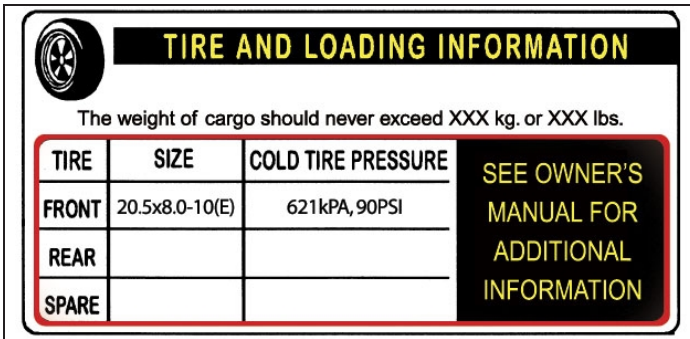 TIRE AND LOADING INFORMATION
The weight of cargo should never exceed XXX kg. or XXX lbs.
TIRE SIZE COLD TIRE PRESSURE
FRONT 20.5x8.0-10(E) 621kPA, 90PSI
REAR
SPARE
SEE OWNER'S
MANUAL FOR
ADDITIONAL
INFORMATION